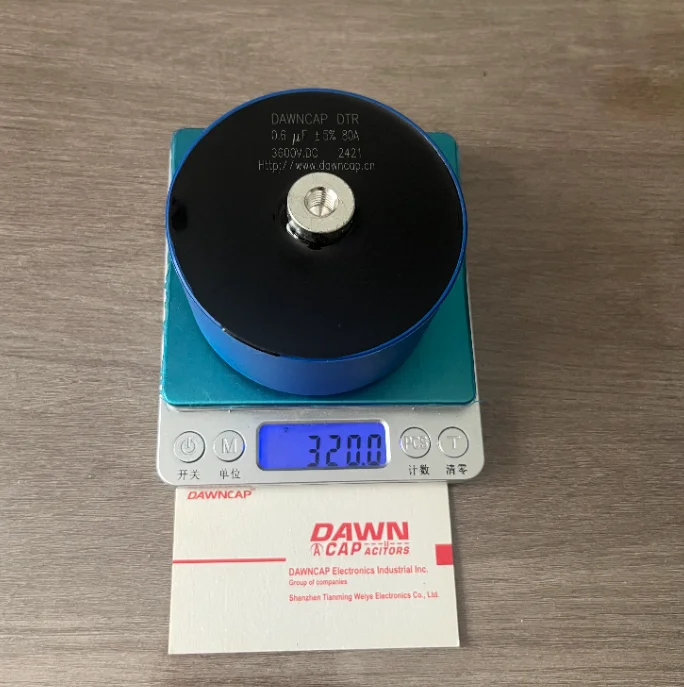 DAWNCAP DTR
0.6 μF ±5% 80A
3600V.DC 2421
Http://www.dawncap.cn
M
320.0
PCS
T
开关
单位
计数
清零
DAWNCAP®
DAWN
CAPACITORS
DAWNCAP Electronics Industrial Inc.
Group of companies
Shenzhen Tianming Weiye Electronics Co., Ltd.